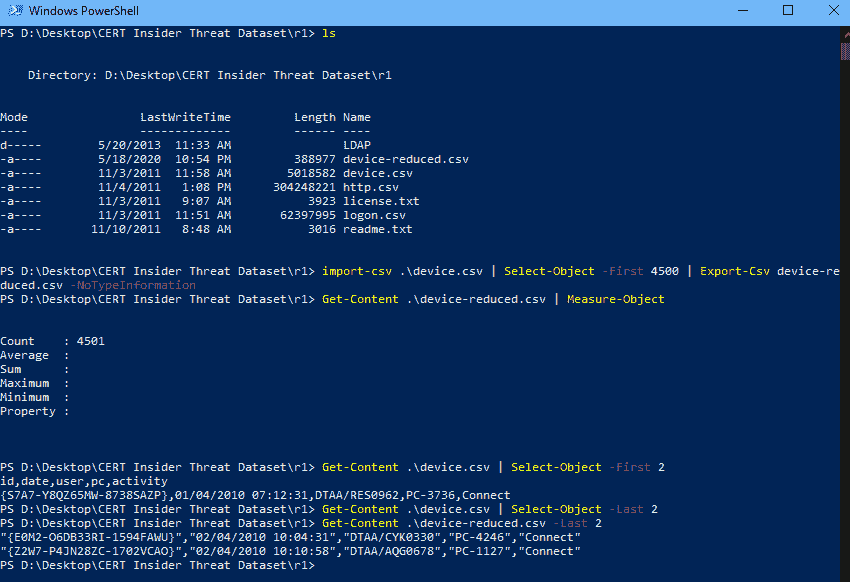 Windows PowerShell
PS D:\Desktop\CERT Insider Threat Dataset\r1> ls
Directory: D:\Desktop\CERT Insider Threat Dataset\r1
Mode LastWriteTime Length Name
---- ------------- ------ ----
d----- 5/20/2013 11:33 AM LDAP
-a---- 5/18/2020 10:54 PM 388977 device-reduced.csv
-a---- 11/3/2011 11:58 AM 5018582 device.csv
-a---- 11/4/2011 1:08 PM 304248221 http.csv
-a---- 11/3/2011 9:07 AM 3923 license.txt
-a---- 11/3/2011 11:51 AM 62397995 logon.csv
-a---- 11/10/2011 8:48 AM 3016 readme.txt
PS D:\Desktop\CERT Insider Threat Dataset\r1> import-csv .\device.csv | Select-Object -First 4500 | Export-Csv device-re
duced.csv -NoTypeInformation
PS D:\Desktop\CERT Insider Threat Dataset\r1> Get-Content .\device-reduced.csv | Measure-Object
Count : 4501
Average :
Sum :
Maximum :
Minimum :
Property :
PS D:\Desktop\CERT Insider Threat Dataset\r1> Get-Content .\device.csv | Select-Object -First 2
id,date,user,pc,activity
{S7A7-Y8QZ65MW-8738SAZP},01/04/2010 07:12:31,DTAA/RES0962,PC-3736,Connect
PS D:\Desktop\CERT Insider Threat Dataset\r1> Get-Content .\device.csv | Select-Object -Last 2
PS D:\Desktop\CERT Insider Threat Dataset\r1> Get-Content .\device-reduced.csv -Last 2
"{E0M2-O6DB33RI-1594FAWU}","02/04/2010 10:04:31","DTAA/CYK0330","PC-4246","Connect"
"{Z2W7-P4JN28ZC-1702VCAO}","02/04/2010 10:10:58","DTAA/AQG0678","PC-1127","Connect"
PS D:\Desktop\CERT Insider Threat Dataset\r1>